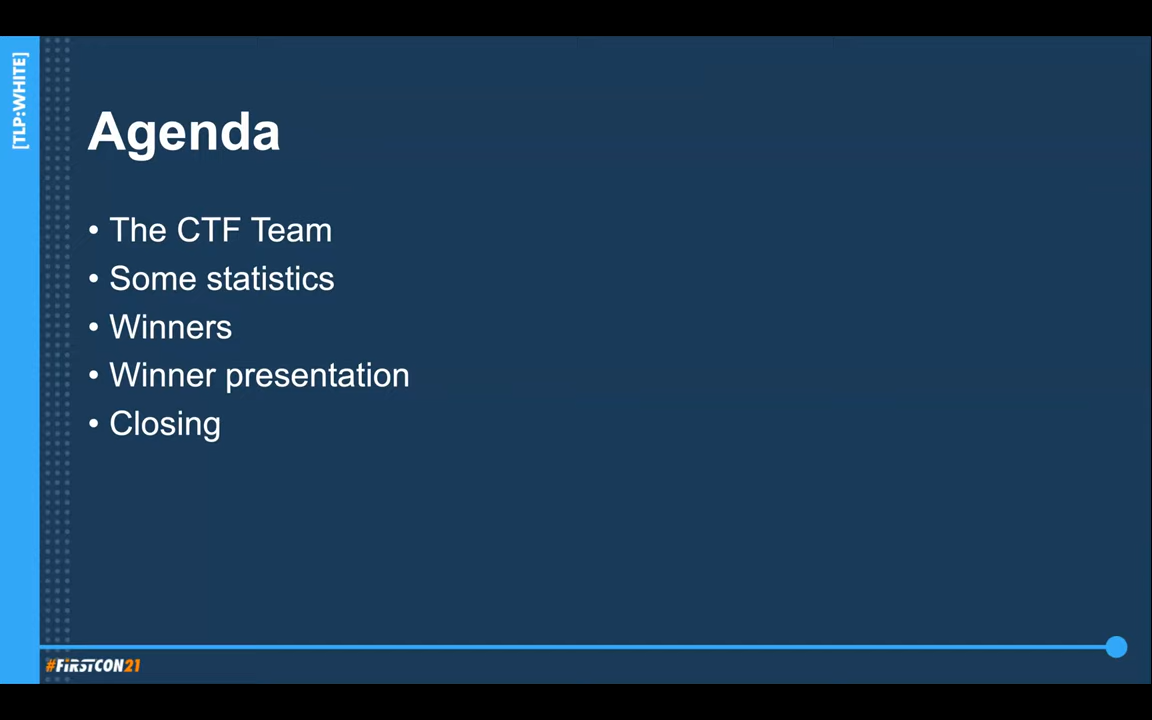 [TLP:WHITE]
Agenda
• The CTF Team
• Some statistics
• Winners
• Winner presentation
• Closing
#FIRSTCON21